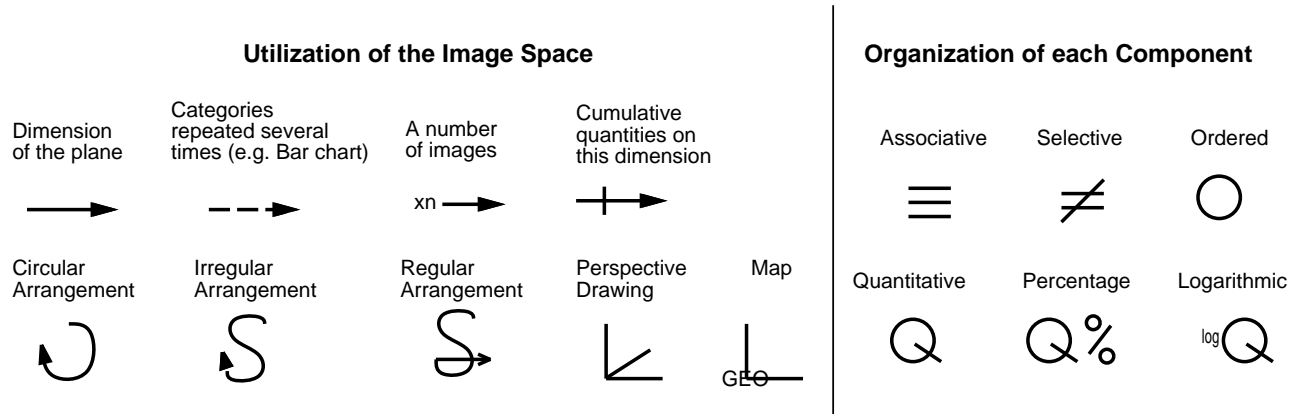 Utilization of the Image Space
Organization of each Component
Dimension
of the plane
Categories
repeated several
times (e.g. Bar chart)
A number
of images
Cumulative
quantities on
this dimension
Associative
Selective
Ordered
xn
Circular
Arrangement
Irregular
Arrangement
Regular
Arrangement
Perspective
Drawing
Map
GEO
Quantitative
Percentage
Logarithmic
Q
Q %
log Q